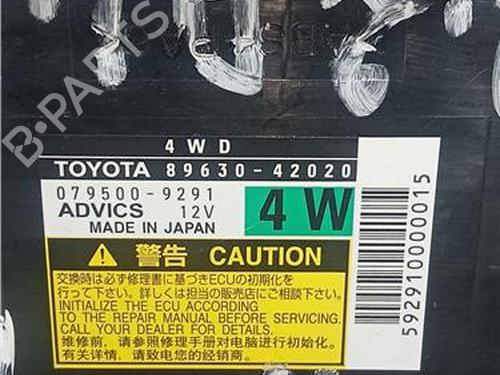 B-PARTS
4WD
TOYOTA 89630-42020
079500-9291
ADVICS 12V
MADE IN JAPAN
4W
警告 CAUTION
交換時は必ず修理書に基づきECUの初期化を
行って下さい。詳しくは担当の販売店にご相談下さい。
INITIALIZE THE ECU ACCORDING
TO THE REPAIR MANUAL BEFORE SERVICING.
CALL YOUR DEALER FOR DETAILS.
维修前，请参照修理手册对电脑进行初始化。
有关详情，请致电您的经销商。
5929100000015